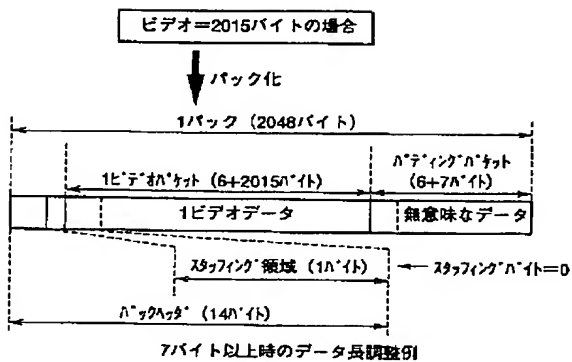 ビデオ=2015バイトの場合
パック化
1パック (2048バイト)
1ビデオパケット (6+2015バイト)
パディングパケット
(6+7バイト)
1ビデオデータ
無意味なデータ
スタッフィング領域 (1バイト)
スタッフィングバイト=0
パックヘッダ (14バイト)
7バイト以上時のデータ長調整例